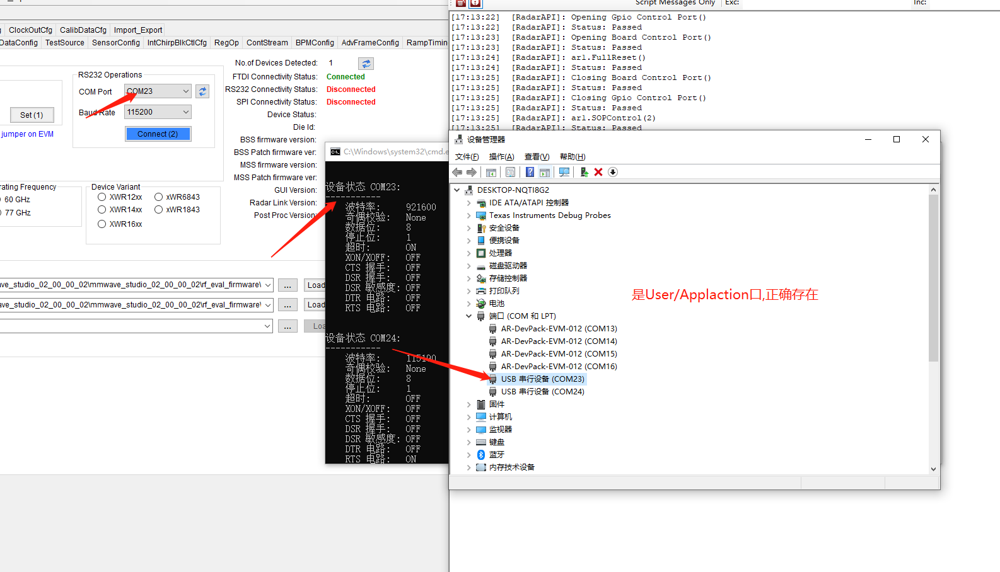 Script Messages Only
Exc:
Inc:
ClockOutCfg CalibDataCfg Import_Export
DataConfig TestSource SensorConfig IntChirpBlkCtlCfg RegOp ContStream BPMConfig AdvFrameConfig RampTimin
[17:13:22] [RadarAPI]: Opening Gpio Control Port()
[17:13:22] [RadarAPI]: Status: Passed
[17:13:23] [RadarAPI]: Opening Board Control Port()
[17:13:23] [RadarAPI]: Status: Passed
[17:13:24] [RadarAPI]: ar1.FullReset()
[17:13:24] [RadarAPI]: Status: Passed
[17:13:25] [RadarAPI]: Closing Board Control Port()
[17:13:25] [RadarAPI]: Status: Passed
[17:13:25] [RadarAPI]: Closing Gpio Control Port()
[17:13:25] [RadarAPI]: Status: Passed
[17:13:25] [RadarAPI]: ar1.SOPControl(2)
[17:13:25] [RadarAPI]: Status: Passed
Set (1)
jumper on EVM
RS232 Operations
COM Port COM23
Baud Rate 115200
Connect (2)
No.of Devices Detected: 1
FTDI Connectivity Status: Connected
RS232 Connectivity Status: Disconnected
SPI Connectivity Status: Disconnected
Device Status:
Die Id:
BSS firmware version:
BSS Patch firmware ver:
MSS firmware version:
MSS Patch firmware ver:
GUI Version:
Radar Link Version:
Post Proc Version:
rating Frequency
60 GHz
77 GHz
Device Variant
XWR12xx xWR6843
XWR14xx xWR1843
XWR16xx
ve_studio_02_00_00_02\mmwave_studio_02_00_00_02\rf_eval_firmware\ ... Load
ve_studio_02_00_00_02\mmwave_studio_02_00_00_02\rf_eval_firmware\ ... Load
... Loa
C:\Windows\system32\cmd.e
设备状态 COM23:
-----------
波特率: 921600
奇偶校验: None
数据位: 8
停止位: 1
超时: ON
XON/XOFF: OFF
CTS 握手: OFF
DSR 握手: OFF
DSR 敏感度: OFF
DTR 电路: OFF
RTS 电路: OFF
设备状态 COM24:
-----------
波特率: 115190
奇偶校验: None
数据位: 8
停止位: 1
超时: OFF
XON/XOFF: OFF
CTS 握手: OFF
DSR 握手: OFF
DSR 敏感度: OFF
DTR 电路: OFF
RTS 电路: ON
设备管理器
文件(F) 操作(A) 查看(V) 帮助(H)
DESKTOP-NQTI8G2
IDE ATA/ATAPI 控制器
Texas Instruments Debug Probes
安全设备
便携设备
处理器
磁盘驱动器
存储控制器
打印队列
电池
端口 (COM 和 LPT)
AR-DevPack-EVM-012 (COM13)
AR-DevPack-EVM-012 (COM14)
AR-DevPack-EVM-012 (COM15)
AR-DevPack-EVM-012 (COM16)
USB 串行设备 (COM23)
USB 串行设备 (COM24)
固件
计算机
监视器
键盘
蓝牙
内存技术设备
是User/Applaction口,正确存在